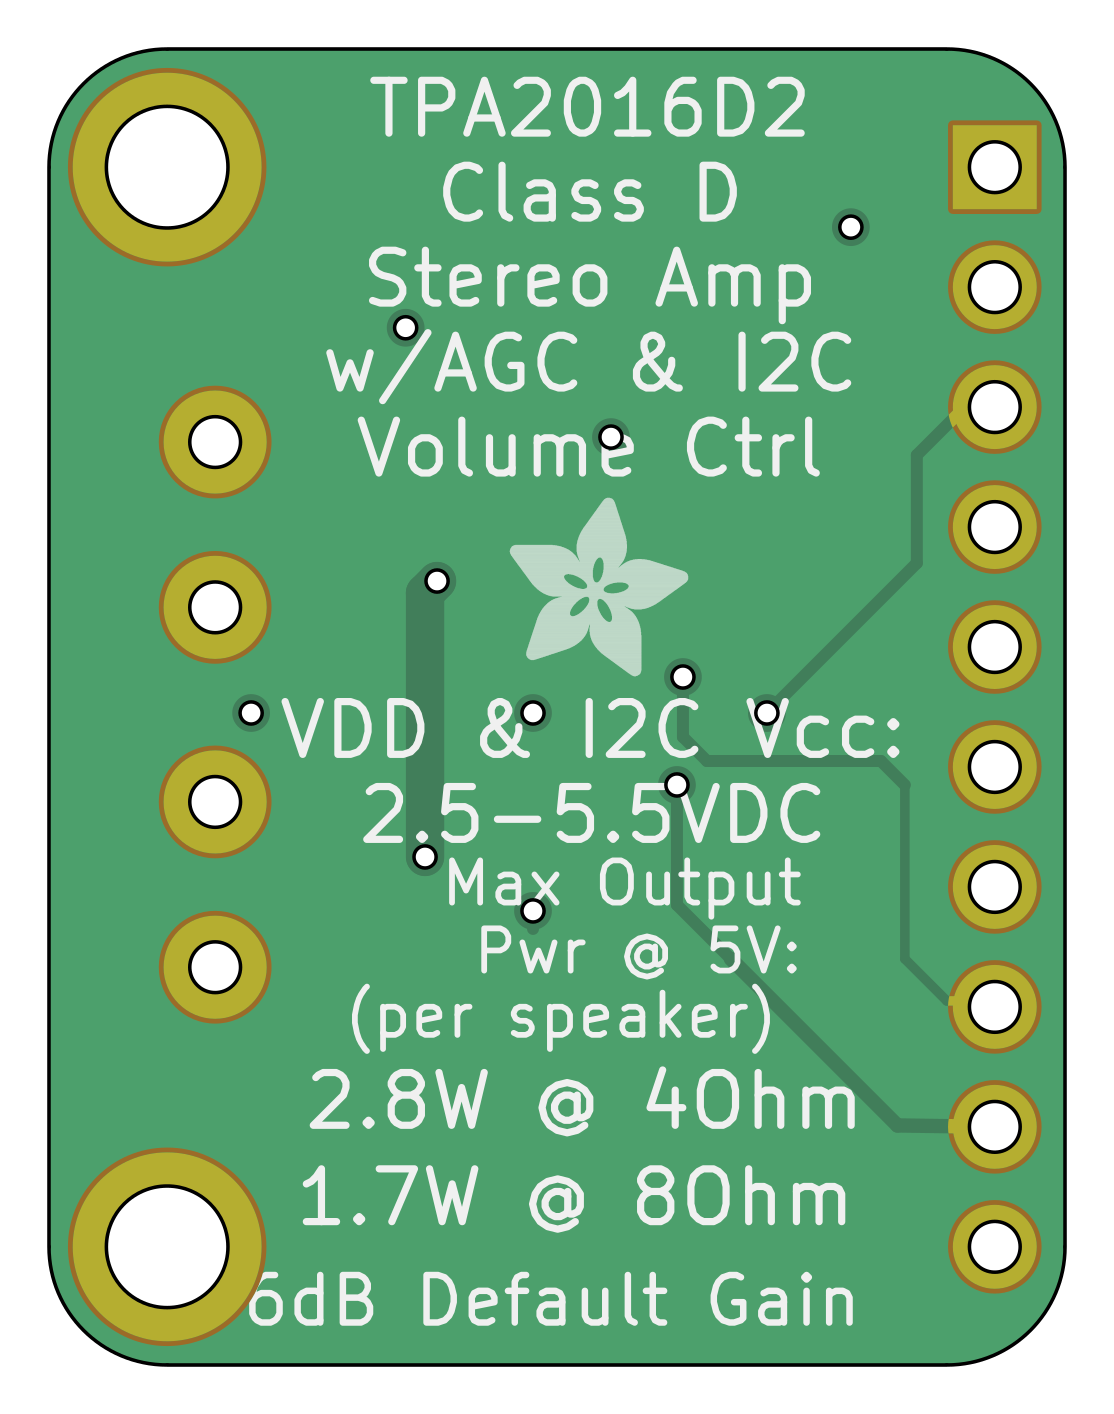 TPA2016D2
Class D
Stereo Amp
w/AGC & I2C
Volume Ctrl
VDD & I2C Vcc:
2.5-5.5VDC
Max Output
Pwr @ 5V:
(per speaker)
2.8W @ 4Ohm
1.7W @ 8Ohm
6dB Default Gain